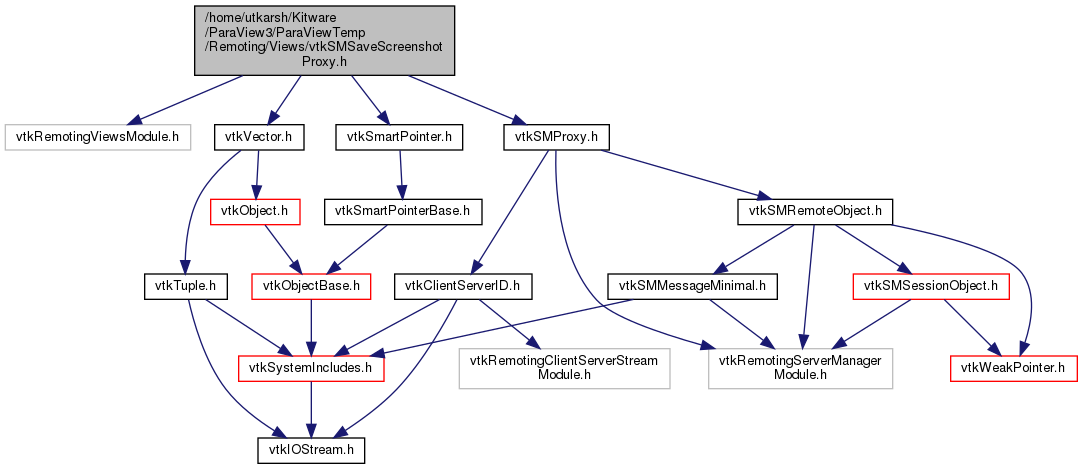 /home/utkarsh/Kitware
/ParaView3/ParaViewTemp
/Remoting/Views/vtkSMSaveScreenshot
Proxy.h
vtkRemotingViewsModule.h
vtkVector.h
vtkSmartPointer.h
vtkSMProxy.h
vtkObject.h
vtkSmartPointerBase.h
vtkSMRemoteObject.h
vtkTuple.h
vtkObjectBase.h
vtkClientServerID.h
vtkSMMessageMinimal.h
vtkSMSessionObject.h
vtkSystemIncludes.h
vtkRemotingClientServerStream
Module.h
vtkRemotingServerManager
Module.h
vtkWeakPointer.h
vtkIOStream.h